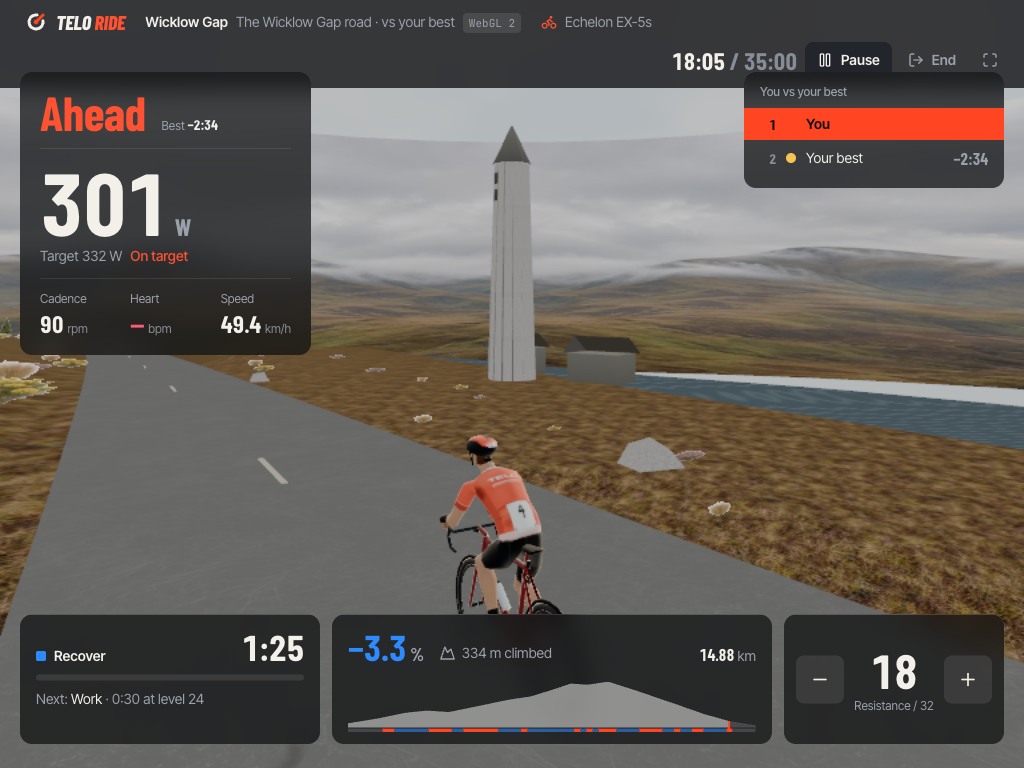 TELO RIDE Wicklow Gap The Wicklow Gap road · vs your best WebGL 2 Echelon EX-5s
18:05 / 35:00 Pause End
Ahead Best −2:34
301 W
Target 332 W On target
Cadence Heart Speed
90 rpm – bpm 49.4 km/h
You vs your best
1 You
2 Your best −2:34
4
Recover 1:25
Next: Work · 0:30 at level 24
−3.3 % 334 m climbed 14.88 km
− 18 +
Resistance / 32